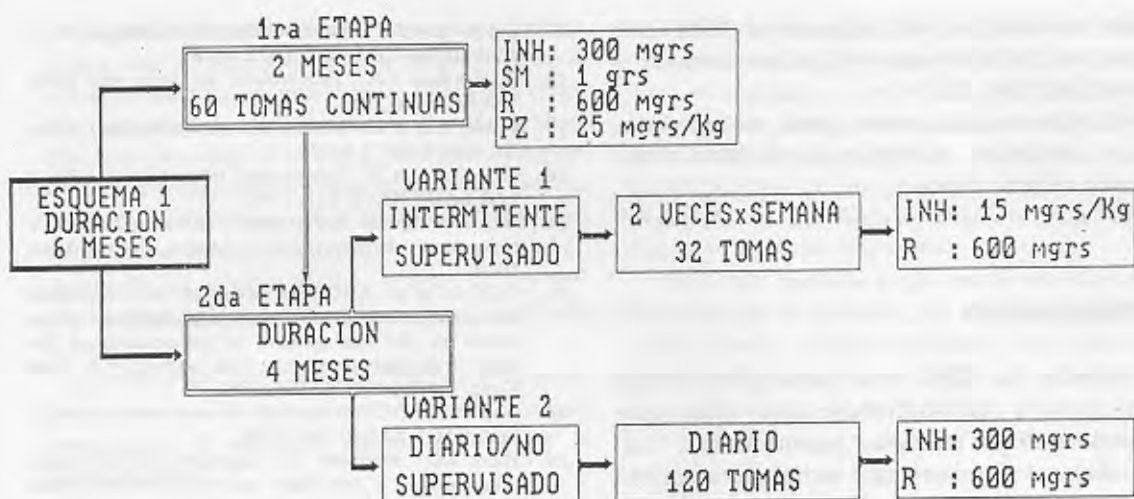 1ra ETAPA
2 MESES
60 TOMAS CONTINUAS
INH: 300 mgrs
SM : 1 grs
R : 600 mgrs
PZ : 25 mgrs/Kg
ESQUEMA 1
DURACION
6 MESES
VARIANTE 1
INTERMITENTE
SUPERVISADO
2 VECESxSEMANA
32 TOMAS
INH: 15 mgrs/Kg
R : 600 mgrs
2da ETAPA
DURACION
4 MESES
VARIANTE 2
DIARIO/NO
SUPERVISADO
DIARIO
120 TOMAS
INH: 300 mgrs
R : 600 mgrs